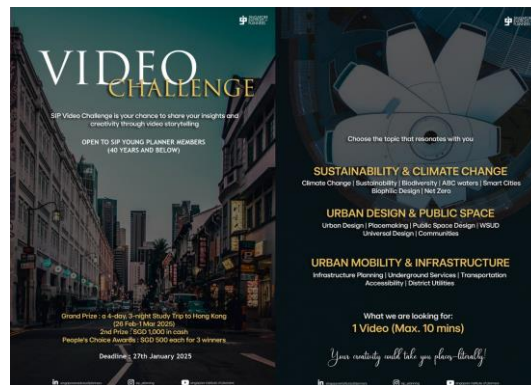 VIDEO
CHALLENGE
SIP Video Challenge is your chance to share your insights and
creativity through video storytelling
OPEN TO SIP YOUNG PLANNER MEMBERS
(40 YEARS AND BELOW)
Grand Prize : a 4-day, 3-night Study Trip to Hong Kong
(26 Feb-1 Mar 2025)
2nd Prize : SGD 1,000 in cash
People's Choice Awards : SGD 500 each for 3 winners
Deadline : 27th January 2025
sip
Choose the topic that resonates with you
SUSTAINABILITY & CLIMATE CHANGE
Climate Change | Sustainability | Biodiversity | ABC waters | Smart Cities
Biophilic Design | Net Zero
URBAN DESIGN & PUBLIC SPACE
Urban Design | Placemaking | Public Space Design | WSUD
Universal Design | Communities
URBAN MOBILITY & INFRASTRUCTURE
Infrastructure Planning | Underground Services | Transportation
Accessibility | District Utilities
What we are looking for:
1 Video (Max. 10 mins)
Your creativity could take you places-literally!